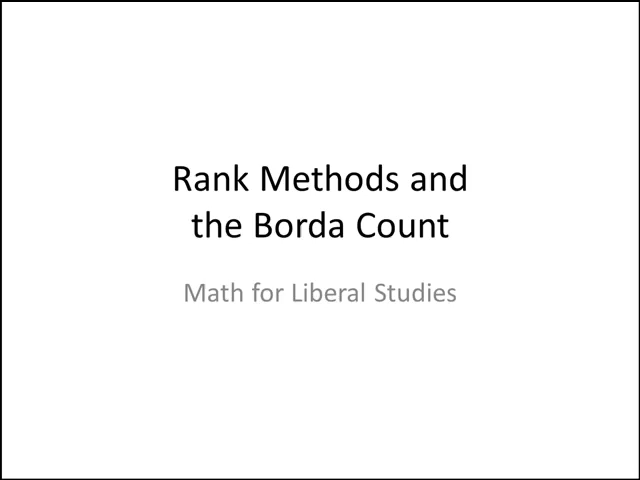 Rank Methods and
the Borda Count
Math for Liberal Studies